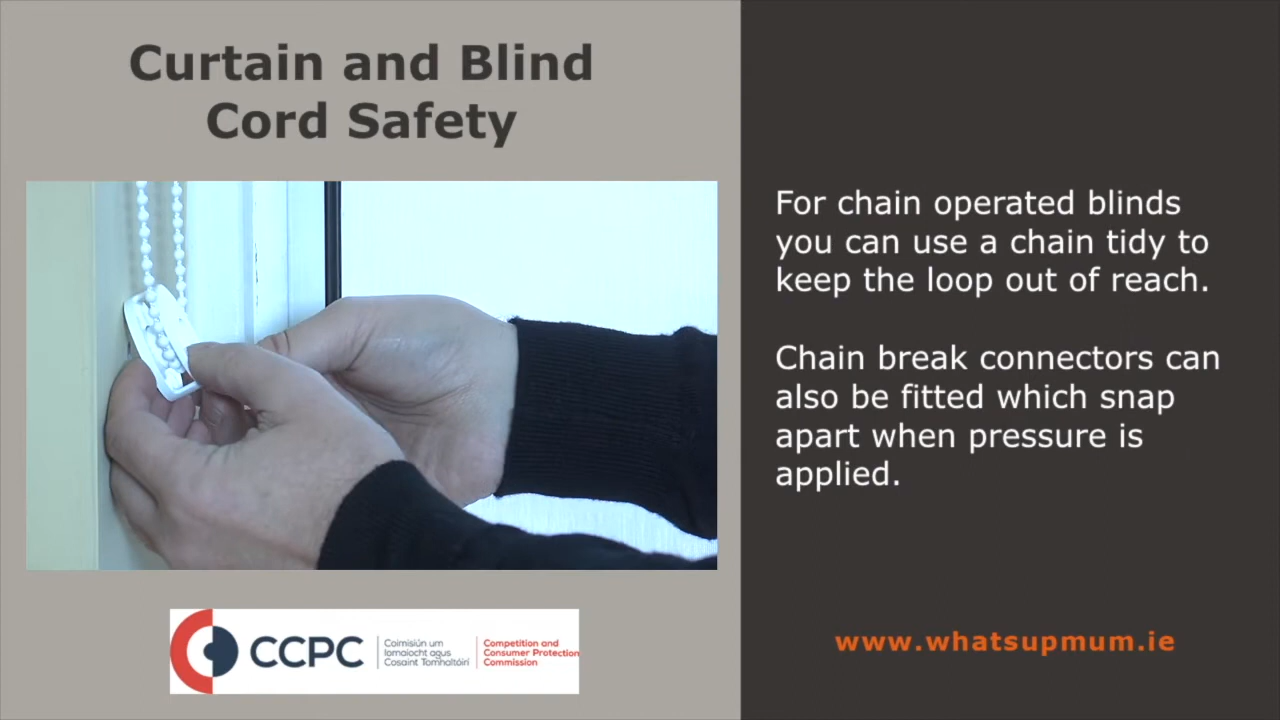 Curtain and Blind
Cord Safety
For chain operated blinds
you can use a chain tidy to
keep the loop out of reach.
Chain break connectors can
also be fitted which snap
apart when pressure is
applied.
CCPC
Coimisiún um
Iomaíocht agus
Cosaint Tomhaltóirí
Competition and
Consumer Protection
Commission
www.whatsupmum.ie